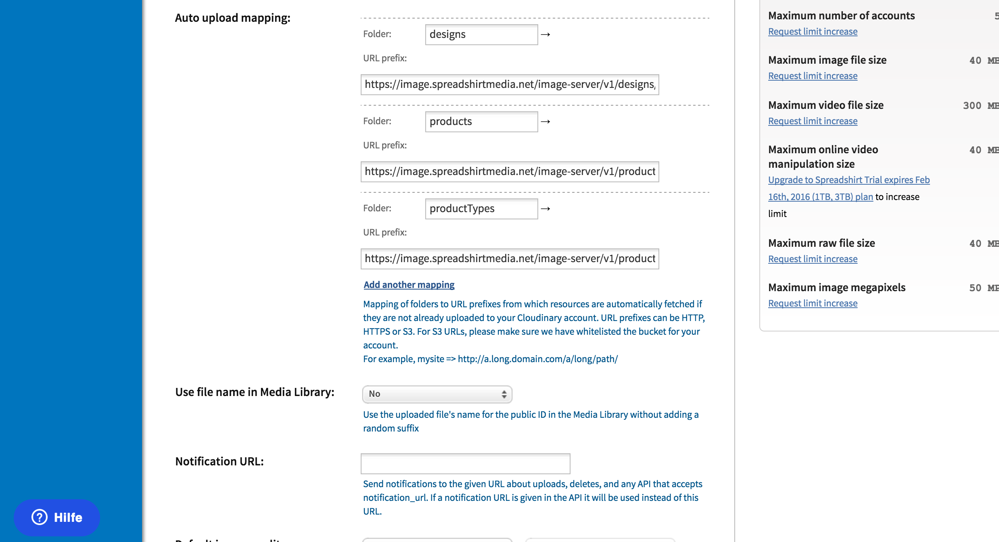 Auto upload mapping:
Folder: designs →
URL prefix:
https://image.spreadshirtmedia.net/image-server/v1/designs,
Folder: products →
URL prefix:
https://image.spreadshirtmedia.net/image-server/v1/product
Folder: productTypes →
URL prefix:
https://image.spreadshirtmedia.net/image-server/v1/product
Add another mapping
Mapping of folders to URL prefixes from which resources are automatically fetched if
they are not already uploaded to your Cloudinary account. URL prefixes can be HTTP,
HTTPS or S3. For S3 URLs, please make sure we have whitelisted the bucket for your
account.
For example, mysite => http://a.long.domain.com/a/long/path/
Use file name in Media Library: No
Use the uploaded file's name for the public ID in the Media Library without adding a
random suffix
Notification URL:
Send notifications to the given URL about uploads, deletes, and any API that accepts
notification_url. If a notification URL is given in the API it will be used instead of this
URL.
? Hilfe
Maximum number of accounts 5
Request limit increase
Maximum image file size 40 MB
Request limit increase
Maximum video file size 300 MB
Request limit increase
Maximum online video 40 MB
manipulation size
Upgrade to Spreadshirt Trial expires Feb
16th, 2016 (1TB, 3TB) plan to increase
limit
Maximum raw file size 40 MB
Request limit increase
Maximum image megapixels 50 MP
Request limit increase